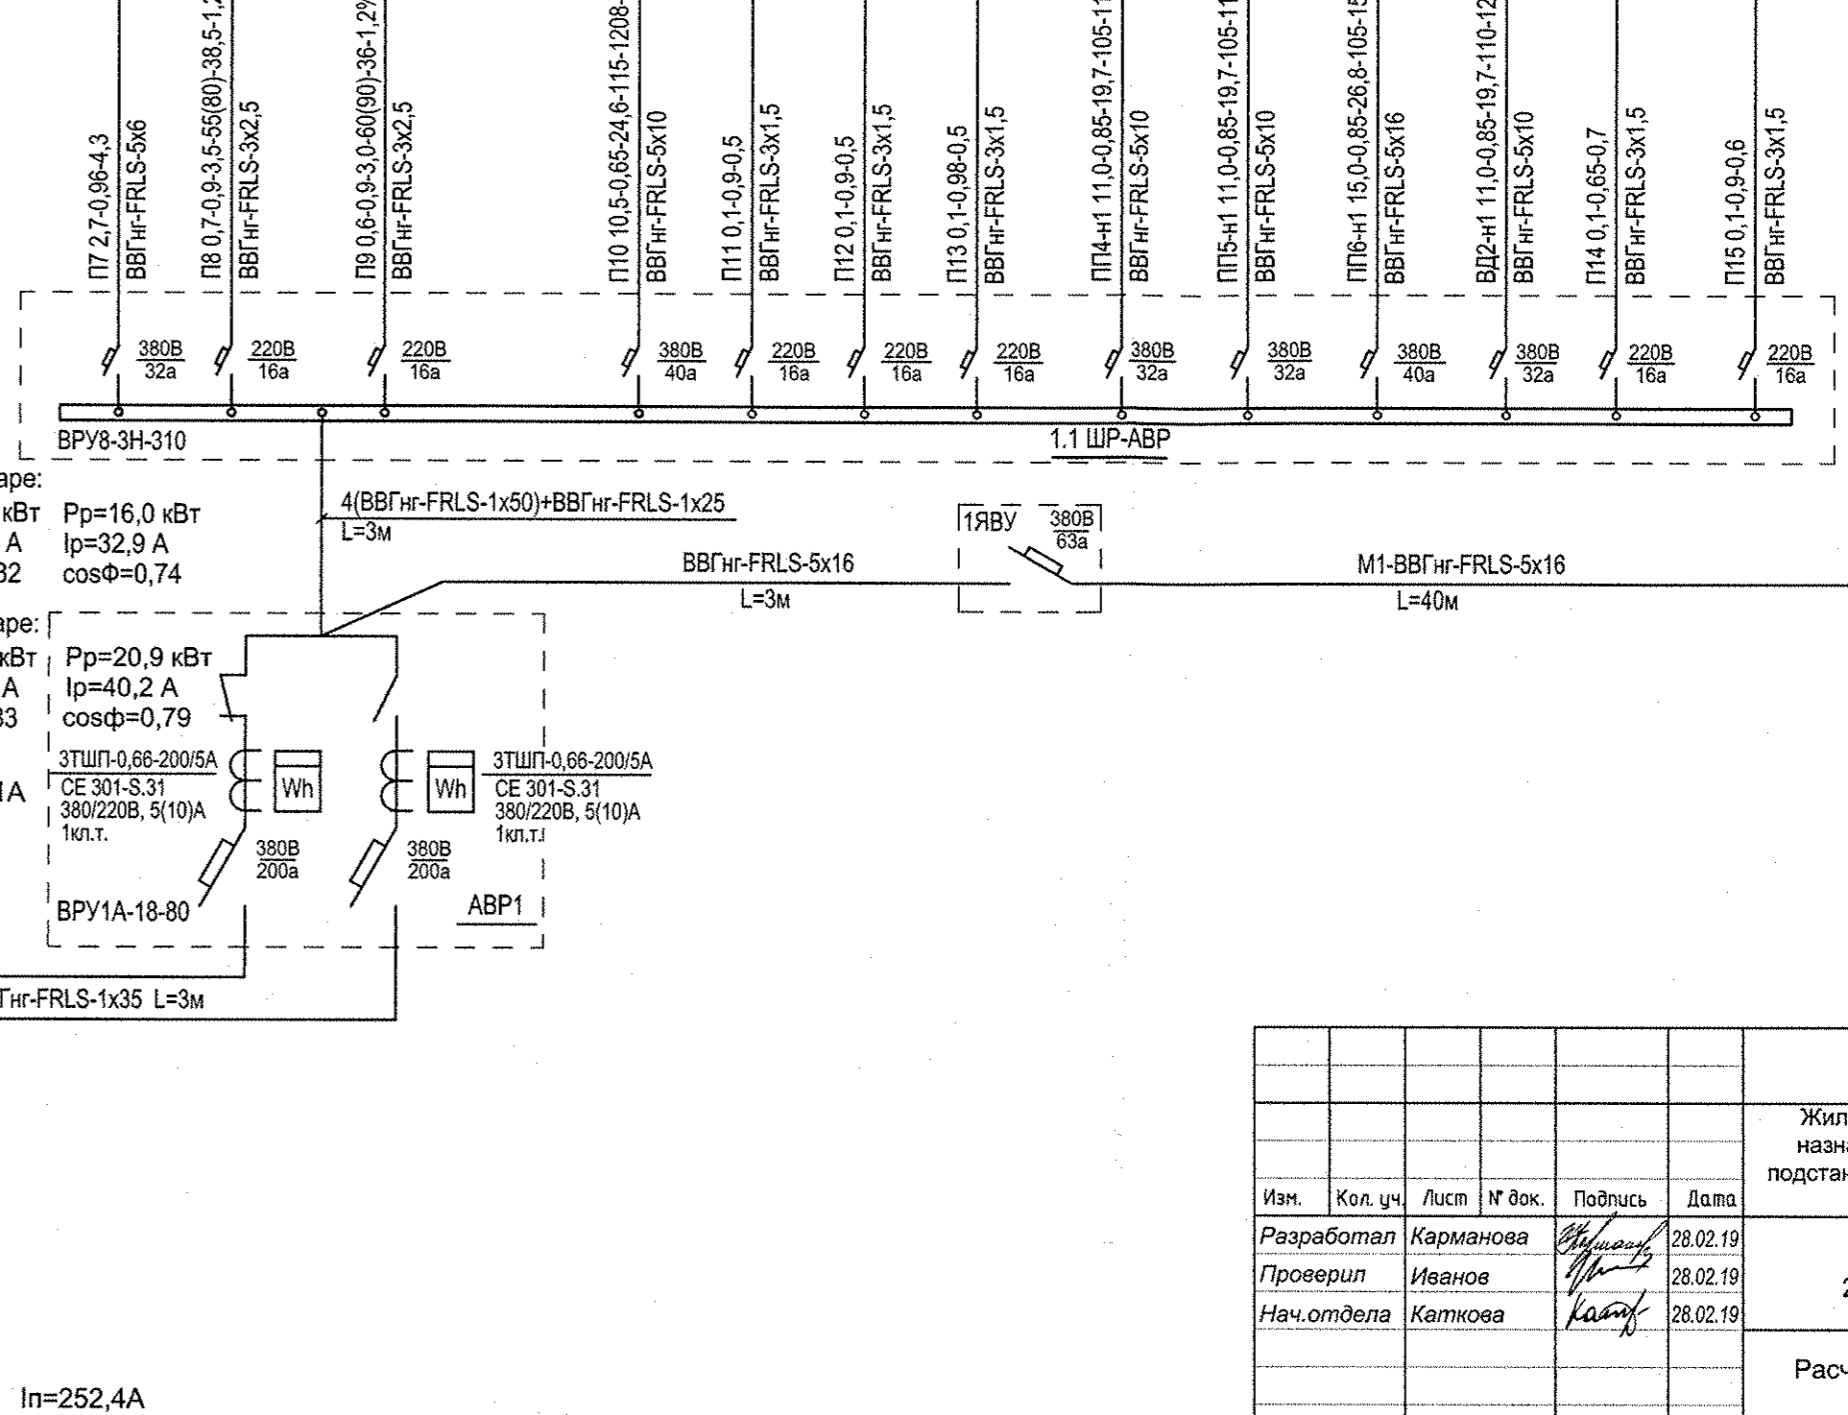 П7 2,7-0,96-4,3
ВВГнг-FRLS-5х6
П8 0,7-0,9-3,5-55(80)-38,5-1,2
ВВГнг-FRLS-3х2,5
П9 0,6-0,9-3,0-60(90)-36-1,2%
ВВГнг-FRLS-3х2,5
П10 10,5-0,65-24,6-115-1208-
ВВГнг-FRLS-5х10
П11 0,1-0,9-0,5
ВВГнг-FRLS-3х1,5
П12 0,1-0,9-0,5
ВВГнг-FRLS-3х1,5
П13 0,1-0,98-0,5
ВВГнг-FRLS-3х1,5
ПП4-н1 11,0-0,85-19,7-105-11
ВВГнг-FRLS-5х10
ПП5-н1 11,0-0,85-19,7-105-11
ВВГнг-FRLS-5х10
ПП6-н1 15,0-0,85-26,8-105-15
ВВГнг-FRLS-5х16
ВД2-н1 11,0-0,85-19,7-110-12
ВВГнг-FRLS-5х10
П14 0,1-0,65-0,7
ВВГнг-FRLS-3х1,5
П15 0,1-0,9-0,6
ВВГнг-FRLS-3х1,5
380В 220В 220В 380В 220В 220В 220В 380В 380В 380В 380В 220В 220В
32а 16а 16а 40а 16а 16а 16а 32а 32а 40а 32а 16а 16а
ВРУ8-3Н-310
1.1 ШР-АВР
аре:
кВт Рр=16,0 кВт
А Iр=32,9 А
32 cosФ=0,74
4(ВВГнг-FRLS-1х50)+ВВГнг-FRLS-1х25
L=3м
ВВГнг-FRLS-5х16
L=3м
1ЯВУ
380В
63а
М1-ВВГнг-FRLS-5х16
L=40м
аре:
кВт Рр=20,9 кВт
А Iр=40,2 А
33 cosф=0,79
1А
3ТШП-0,66-200/5А
СЕ 301-S.31
380/220В, 5(10)А
1кл.т.
Wh
Wh
3ТШП-0,66-200/5А
СЕ 301-S.31
380/220В, 5(10)А
1кл.т.
380В
200а
380В
200а
ВРУ1А-18-80
АВР1
Гнг-FRLS-1х35 L=3м
Жил
назна
подстан
Изм. Кол. уч. Лист № док. Подпись Дата
Разработал Карманова 28.02.19
Проверил Иванов 28.02.19
Нач.отдела Каткова 28.02.19
2
Расч
Iп=252,4А